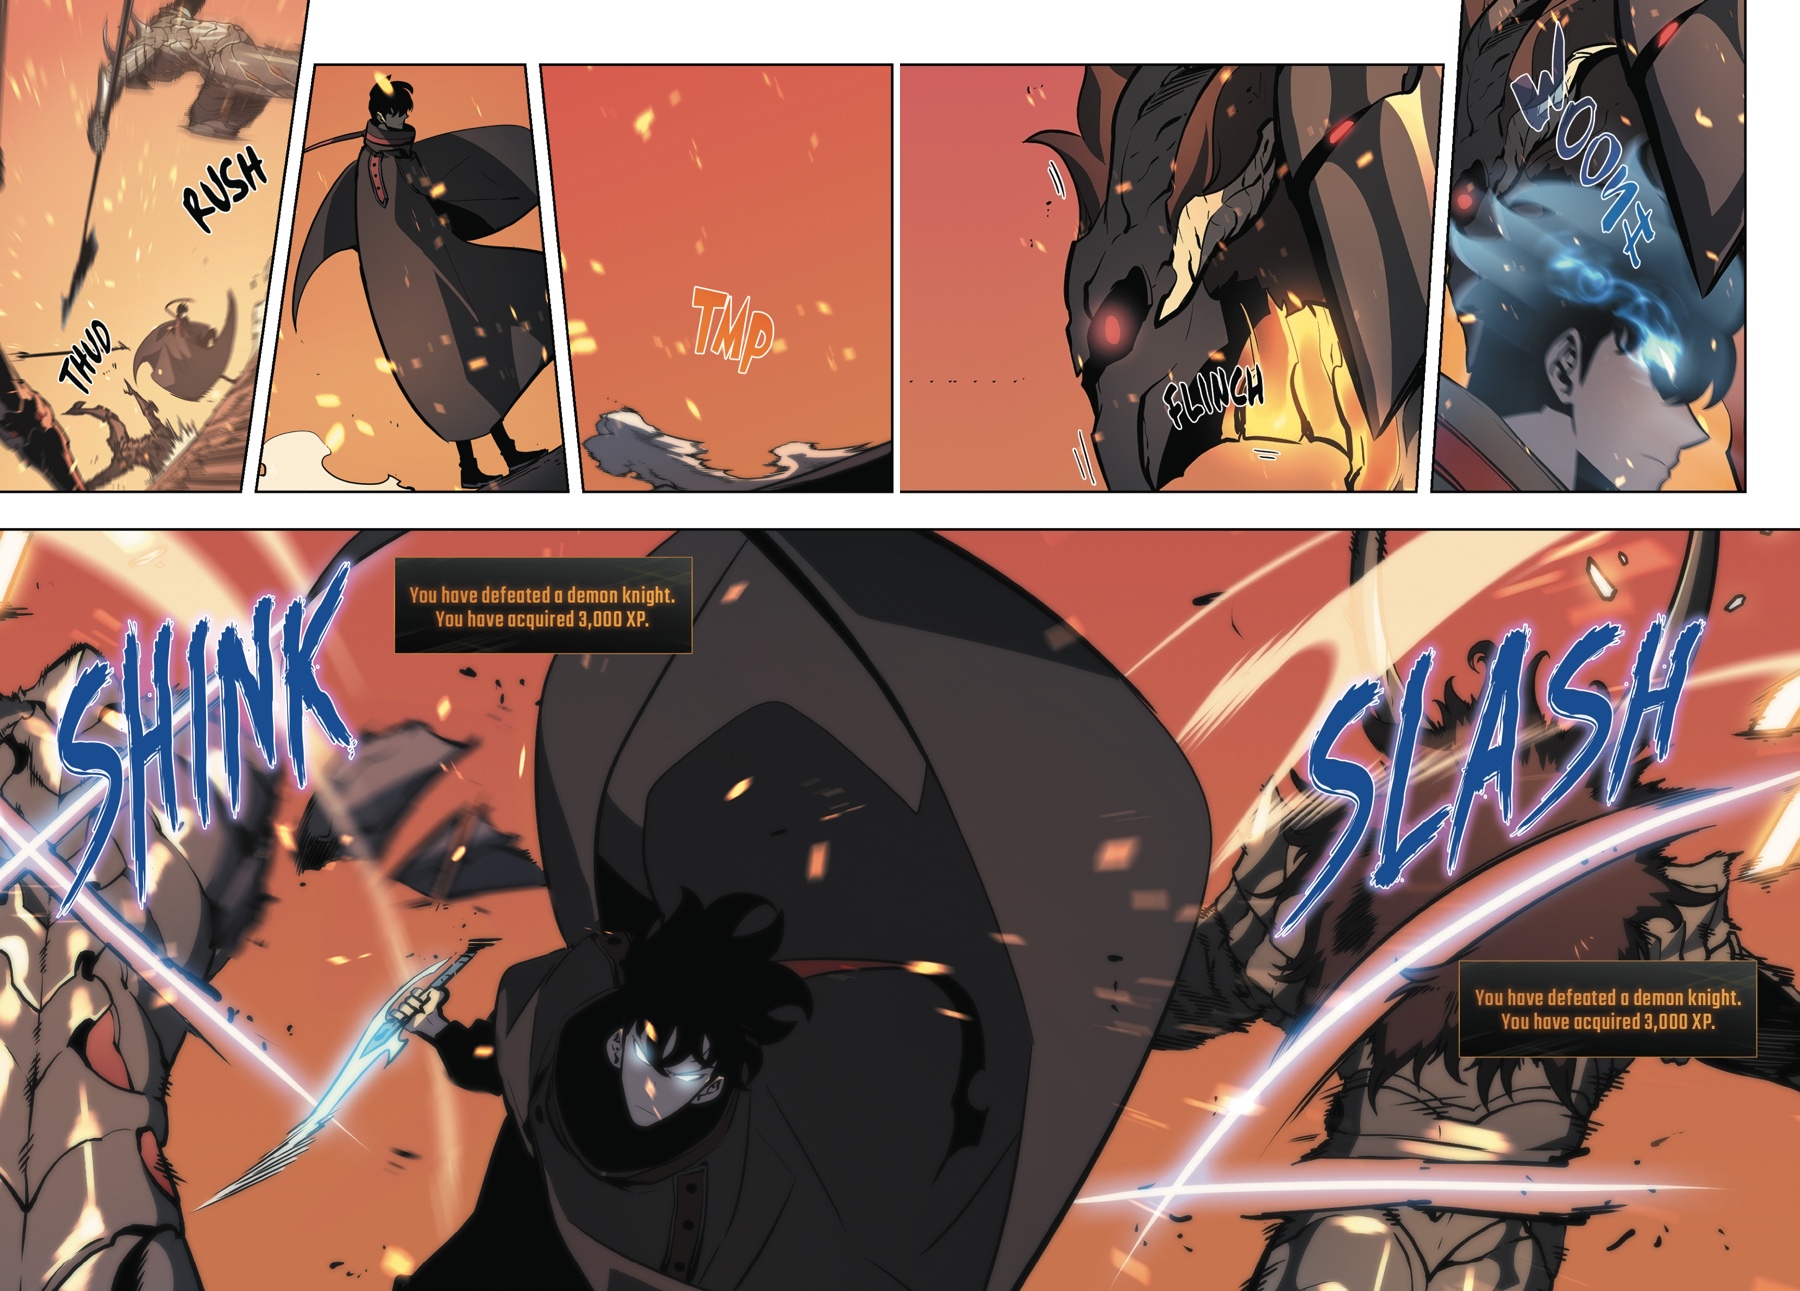 RUSH
THUD
TMP
FLINCH
WOONX
SHINK
You have defeated a demon knight.
You have acquired 3,000 XP.
SLASH
You have defeated a demon knight.
You have acquired 3,000 XP.